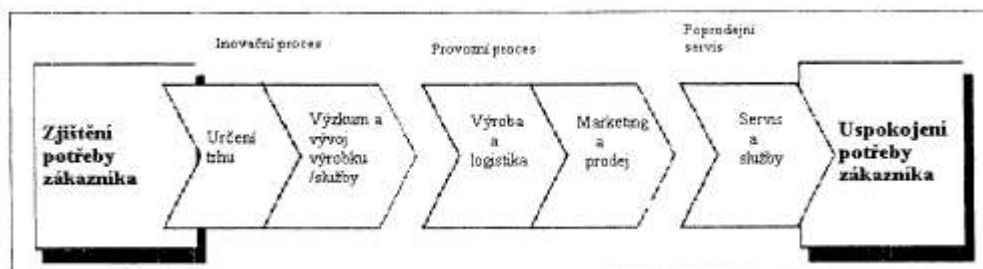 Inovační proces
Provozní proces
Poprodejní
servis
Zjištění
potřeby
zákazníka
Určení
trhu
Výzkum a
vývoj
výrobku
/služby
Výroba
a
logistika
Marketing
a
prodej
Servis
a
služby
Uspokojení
potřeby
zákazníka